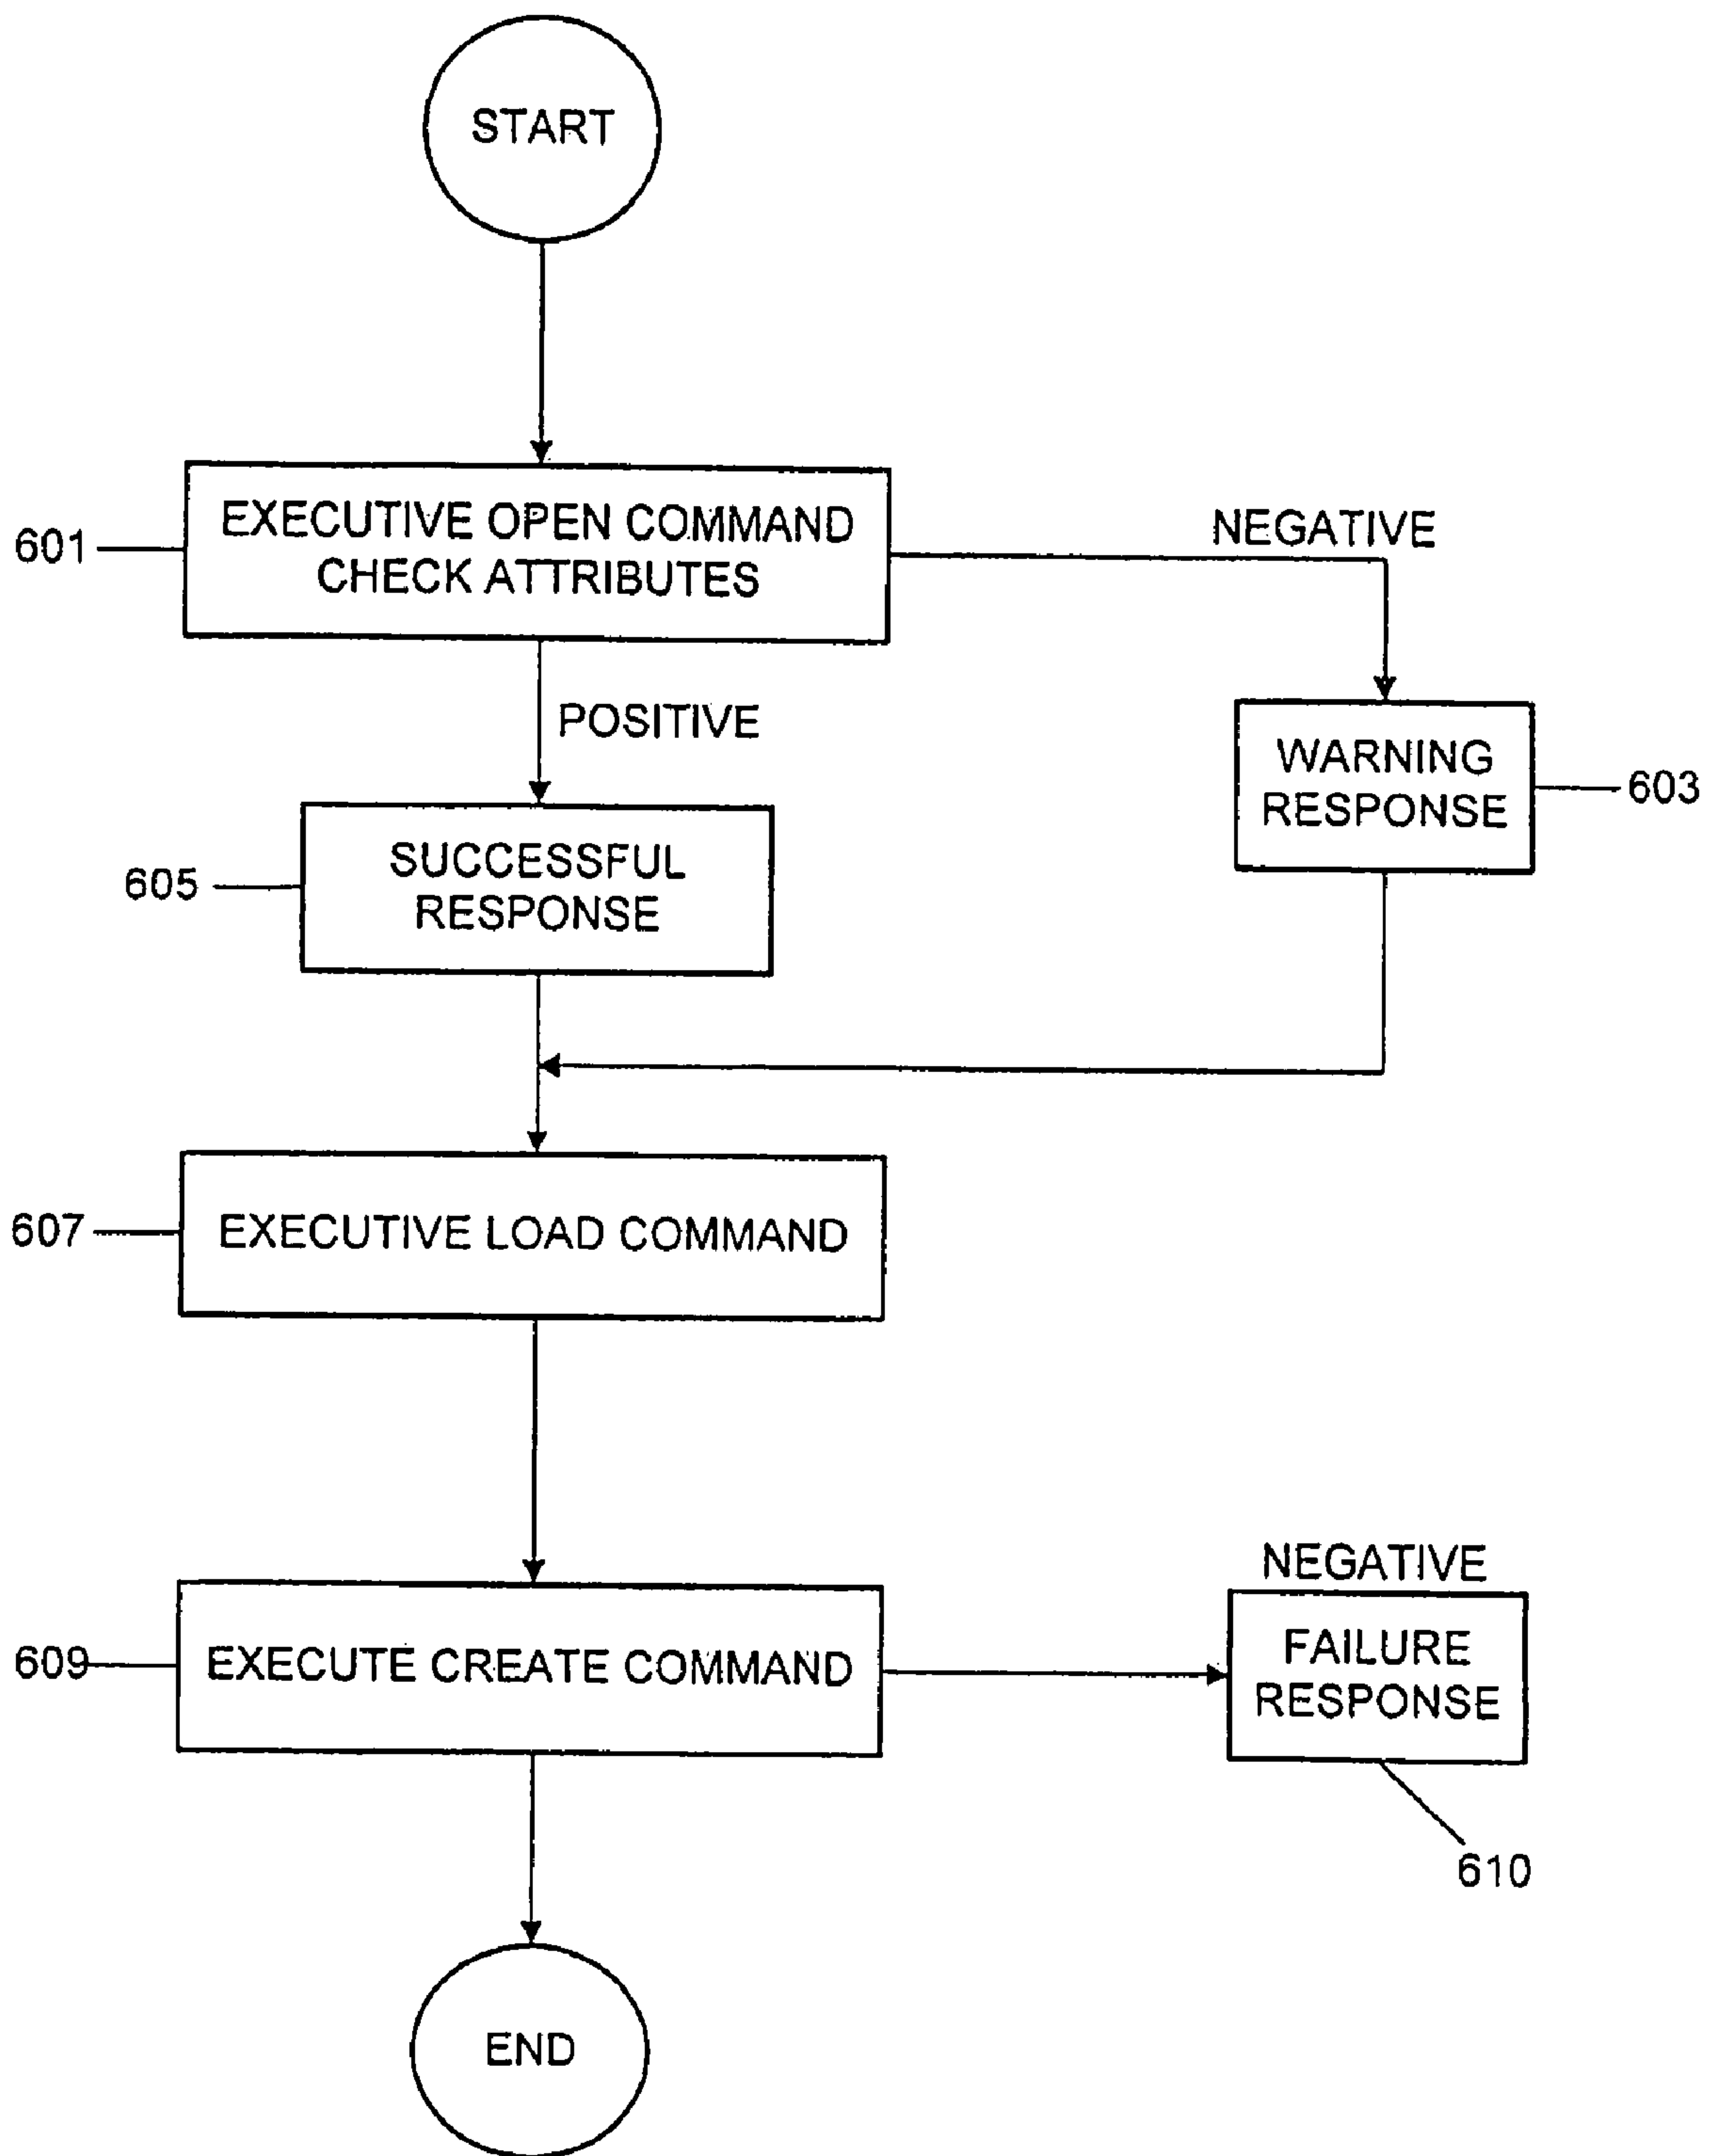 START
EXECUTIVE OPEN COMMAND
CHECK ATTRIBUTES
601
NEGATIVE
POSITIVE
WARNING
RESPONSE
603
SUCCESSFUL
RESPONSE
605
EXECUTIVE LOAD COMMAND
607
NEGATIVE
EXECUTE CREATE COMMAND
609
FAILURE
RESPONSE
610
END